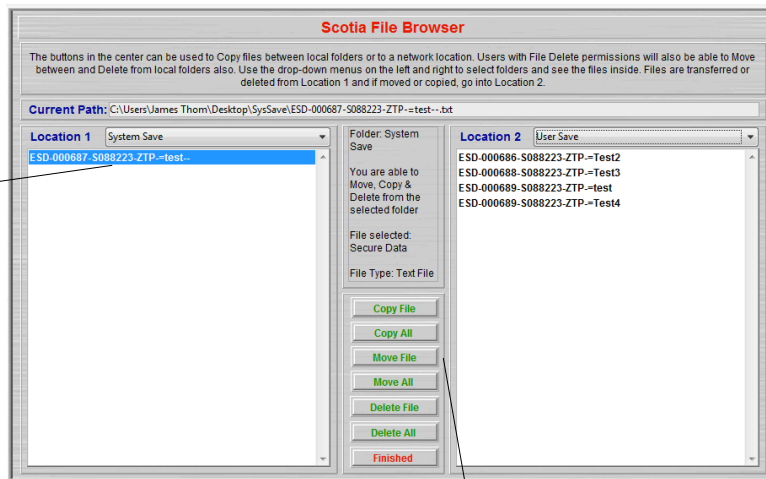 Scotia File Browser
The buttons in the center can be used to Copy files between local folders or to a network location. Users with File Delete permissions will also be able to Move
between and Delete from local folders also. Use the drop-down menus on the left and right to select folders and see the files inside. Files are transferred or
deleted from Location 1 and if moved or copied, go into Location 2.
Current Path: C:\Users\James Thom\Desktop\SysSave\ESD-000687-S088223-ZTP-=test--.txt
Location 1 System Save
ESD-000687-S088223-ZTP-=test--
Folder: System
Save
You are able to
Move, Copy &
Delete from the
selected folder
File selected:
Secure Data
File Type: Text File
Copy File
Copy All
Move File
Move All
Delete File
Delete All
Finished
Location 2 User Save
ESD-000686-S088223-ZTP-=Test2
ESD-000688-S088223-ZTP-=Test3
ESD-000689-S088223-ZTP-=test
ESD-000689-S088223-ZTP-=Test4